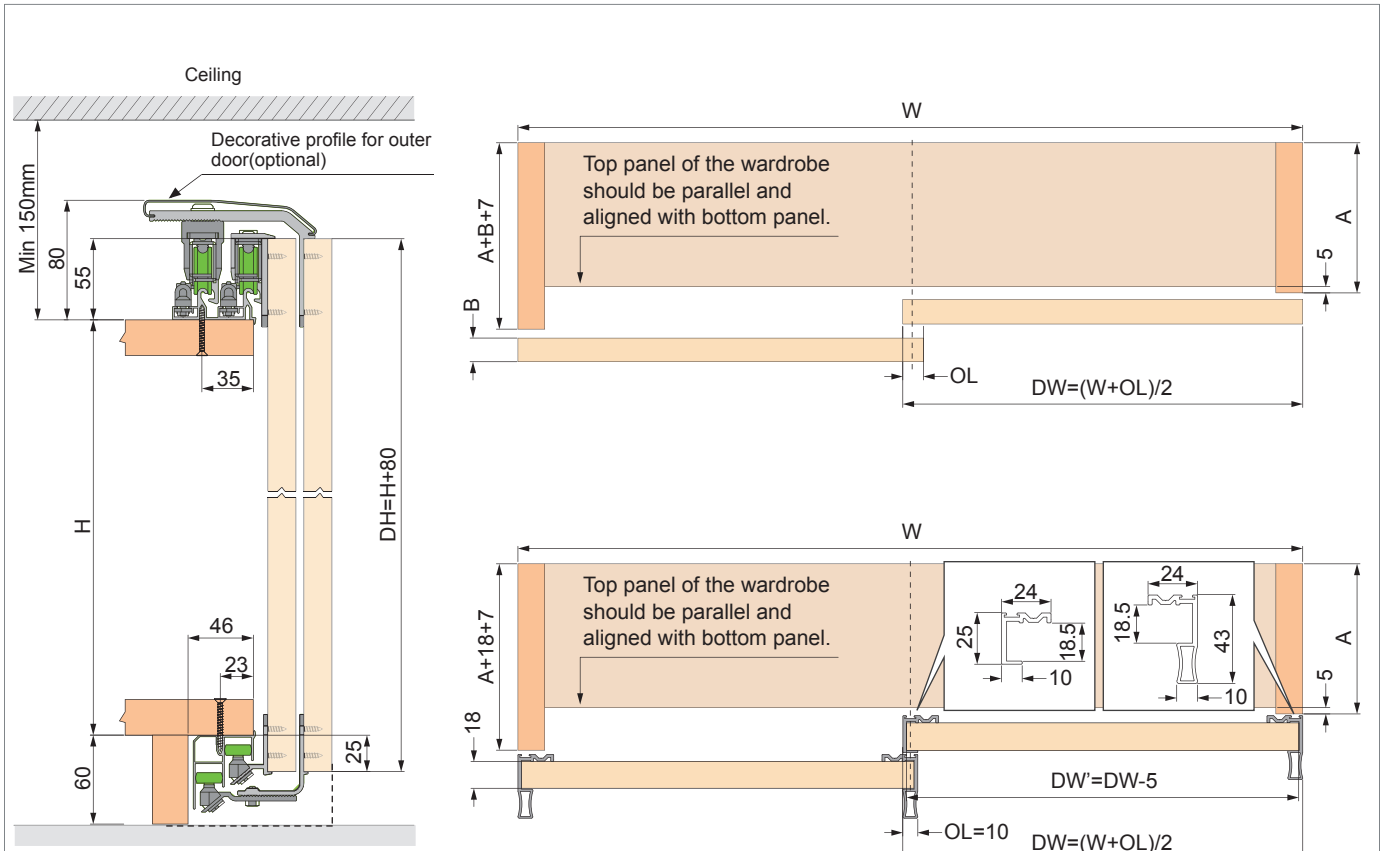 Ceiling
Decorative profile for outer
door(optional)
Min 150mm
80
55
35
H
DH=H+80
46
23
60
25
W
Top panel of the wardrobe
should be parallel and
aligned with bottom panel.
A+B+7
A
5
B
OL
DW=(W+OL)/2
W
Top panel of the wardrobe
should be parallel and
aligned with bottom panel.
A+18+7
24
25
18.5
10
24
18.5
43
10
A
5
18
DW'=DW-5
OL=10
DW=(W+OL)/2